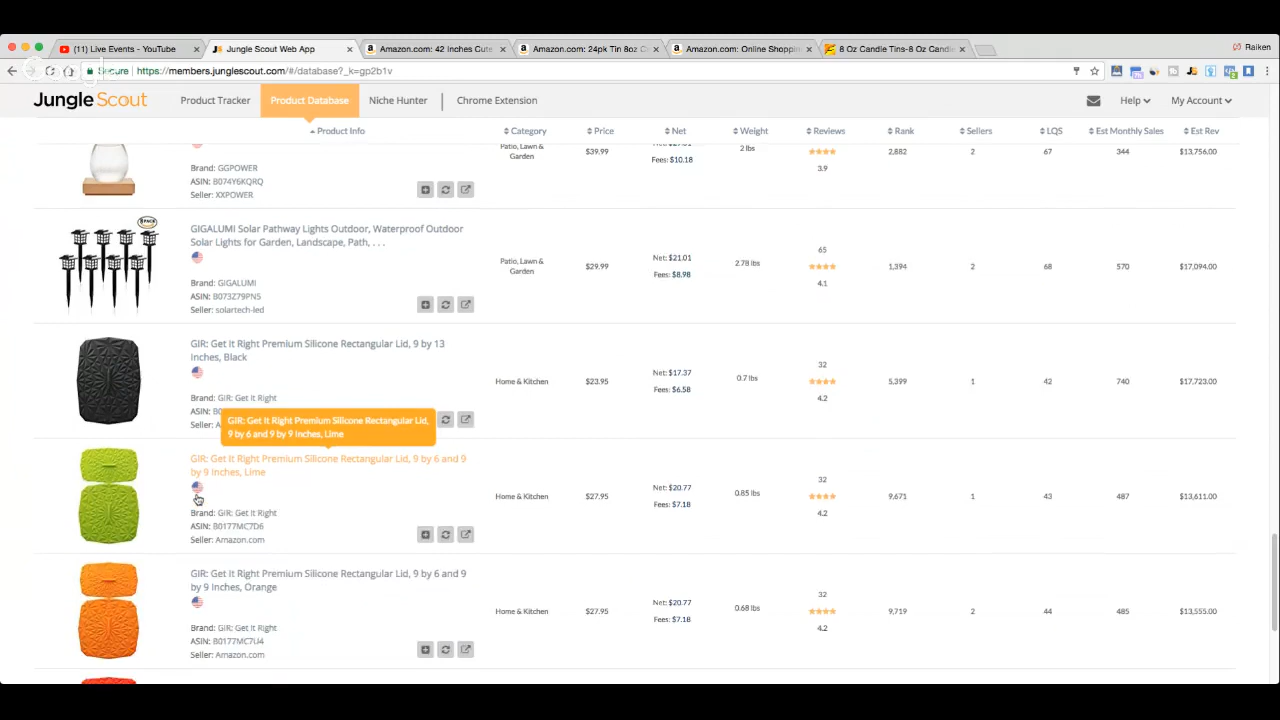 (11) Live Events - YouTube
Jungle Scout Web App
Amazon.com: 42 Inches Cute
Amazon.com: 24pk Tin 8oz C
Amazon.com: Online Shoppin
8 Oz Candle Tins-8 Oz Candl
Raiken
Secure
https://members.junglescout.com/#/database?_k=gp2b1v
Jungle Scout
Product Tracker
Product Database
Niche Hunter
Chrome Extension
Help
My Account
Product Info
Category
Price
Net
Weight
Reviews
Rank
Sellers
LQS
Est Monthly Sales
Est Rev
Patio, Lawn &
Garden
$39.99
Fees: $10.18
2 lbs
3.9
2,882
2
67
344
$13,756.00
Brand: GGPOWER
ASIN: B074Y6KQRQ
Seller: XXPOWER
GIGALUMI Solar Pathway Lights Outdoor, Waterproof Outdoor
Solar Lights for Garden, Landscape, Path, . . .
Brand: GIGALUMI
ASIN: B073Z79PN5
Seller: solartech-led
Patio, Lawn &
Garden
$29.99
Net: $21.01
Fees: $8.98
2.78 lbs
65
4.1
1,394
2
68
570
$17,094.00
GIR: Get It Right Premium Silicone Rectangular Lid, 9 by 13
Inches, Black
Brand: GIR: Get It Right
ASIN: B0
Seller: A
Home & Kitchen
$23.95
Net: $17.37
Fees: $6.58
0.7 lbs
32
4.2
5,399
1
42
740
$17,723.00
GIR: Get It Right Premium Silicone Rectangular Lid,
9 by 6 and 9 by 9 Inches, Lime
GIR: Get It Right Premium Silicone Rectangular Lid, 9 by 6 and 9
by 9 Inches, Lime
Brand: GIR: Get It Right
ASIN: B0177MC7D6
Seller: Amazon.com
Home & Kitchen
$27.95
Net: $20.77
Fees: $7.18
0.85 lbs
32
4.2
9,671
1
43
487
$13,611.00
GIR: Get It Right Premium Silicone Rectangular Lid, 9 by 6 and 9
by 9 Inches, Orange
Brand: GIR: Get It Right
ASIN: B0177MC7U4
Seller: Amazon.com
Home & Kitchen
$27.95
Net: $20.77
Fees: $7.18
0.68 lbs
32
4.2
9,719
2
44
485
$13,555.00